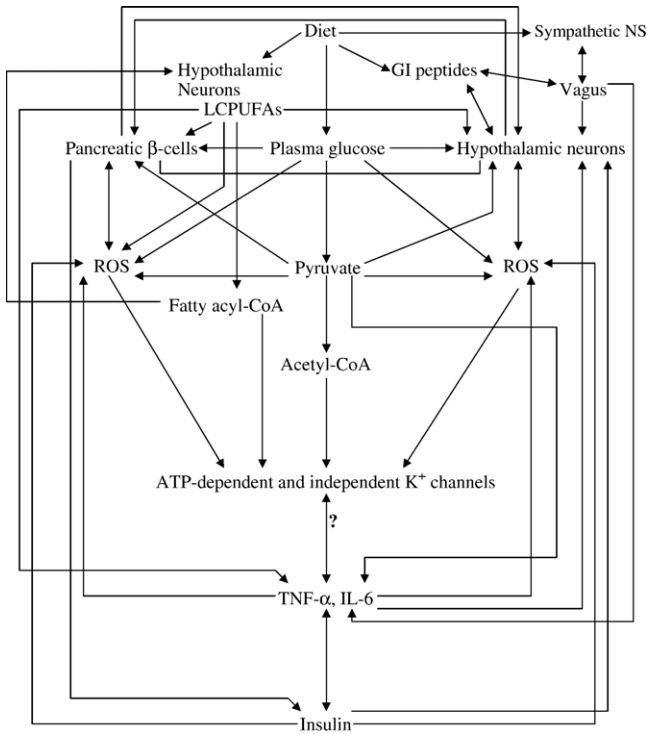 Diet
Sympathetic NS
Hypothalamic
Neurons
GI peptides
Vagus
LCPUFAs
Pancreatic β-cells
Plasma glucose
Hypothalamic neurons
ROS
Pyruvate
ROS
Fatty acyl-CoA
Acetyl-CoA
ATP-dependent and independent K⁺ channels
?
TNF-α, IL-6
Insulin